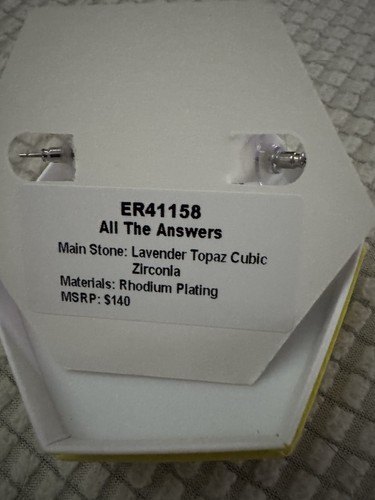 ER41158
All The Answers
Main Stone: Lavender Topaz Cubic
Zirconia
Materials: Rhodium Plating
MSRP: $140